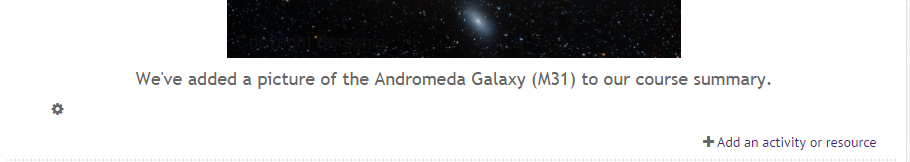 We've added a picture of the Andromeda Galaxy (M31) to our course summary.
Add an activity or resource